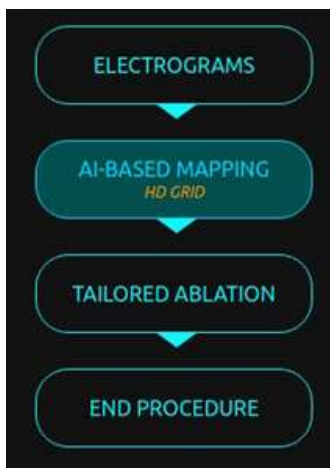 ELECTROGRAMS
AI-BASED MAPPING
HD GRID
TAILORED ABLATION
END PROCEDURE